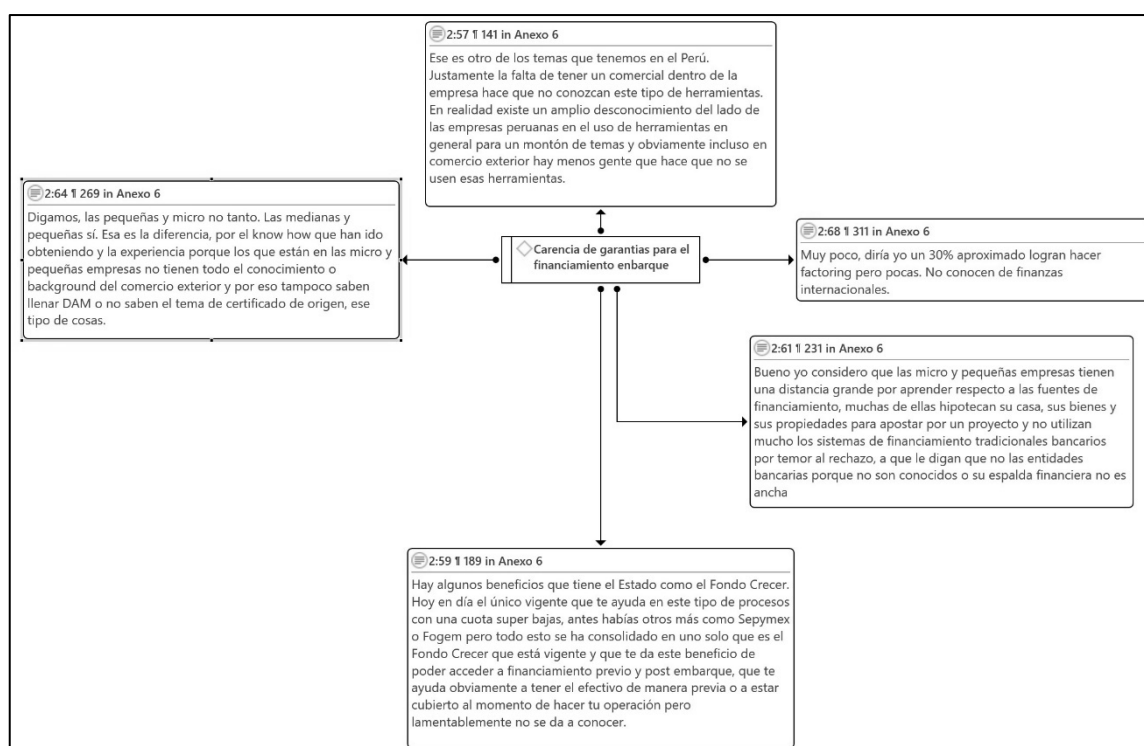 2:57 ¶ 141 in Anexo 6
Ese es otro de los temas que tenemos en el Perú.
Justamente la falta de tener un comercial dentro de la
empresa hace que no conozcan este tipo de herramientas.
En realidad existe un amplio desconocimiento del lado de
las empresas peruanas en el uso de herramientas en
general para un montón de temas y obviamente incluso en
comercio exterior hay menos gente que hace que no se
usen esas herramientas.
2:64 ¶ 269 in Anexo 6
Digamos, las pequeñas y micro no tanto. Las medianas y
pequeñas sí. Esa es la diferencia, por el know how que han ido
obteniendo y la experiencia porque los que están en las micro y
pequeñas empresas no tienen todo el conocimiento o
background del comercio exterior y por eso tampoco saben
llenar DAM o no saben el tema de certificado de origen, ese
tipo de cosas.
Carencia de garantias para el
financiamiento enbarque
2:68 ¶ 311 in Anexo 6
Muy poco, diría yo un 30% aproximado logran hacer
factoring pero pocas. No conocen de finanzas
internacionales.
2:61 ¶ 231 in Anexo 6
Bueno yo considero que las micro y pequeñas empresas tienen
una distancia grande por aprender respecto a las fuentes de
financiamiento, muchas de ellas hipotecan su casa, sus bienes y
sus propiedades para apostar por un proyecto y no utilizan
mucho los sistemas de financiamiento tradicionales bancarios
por temor al rechazo, a que le digan que no las entidades
bancarias porque no son conocidos o su espalda financiera no es
ancha
2:59 ¶ 189 in Anexo 6
Hay algunos beneficios que tiene el Estado como el Fondo Crecer.
Hoy en día el único vigente que te ayuda en este tipo de procesos
con una cuota super bajas, antes habías otros más como Sepymex
o Fogem pero todo esto se ha consolidado en uno solo que es el
Fondo Crecer que está vigente y que te da este beneficio de
poder acceder a financiamiento previo y post embarque, que te
ayuda obviamente a tener el efectivo de manera previa o a estar
cubierto al momento de hacer tu operación pero
lamentablemente no se da a conocer.